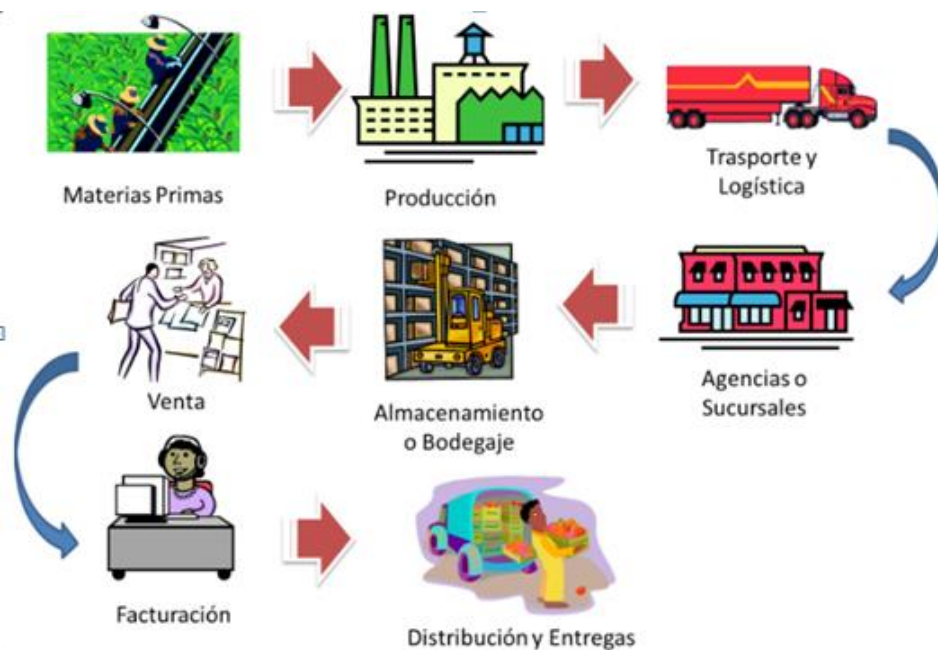 Materias Primas
Producción
Trasporte y
Logística
Agencias o
Sucursales
Almacenamiento
o Bodegaje
Venta
Facturación
Distribución y Entregas